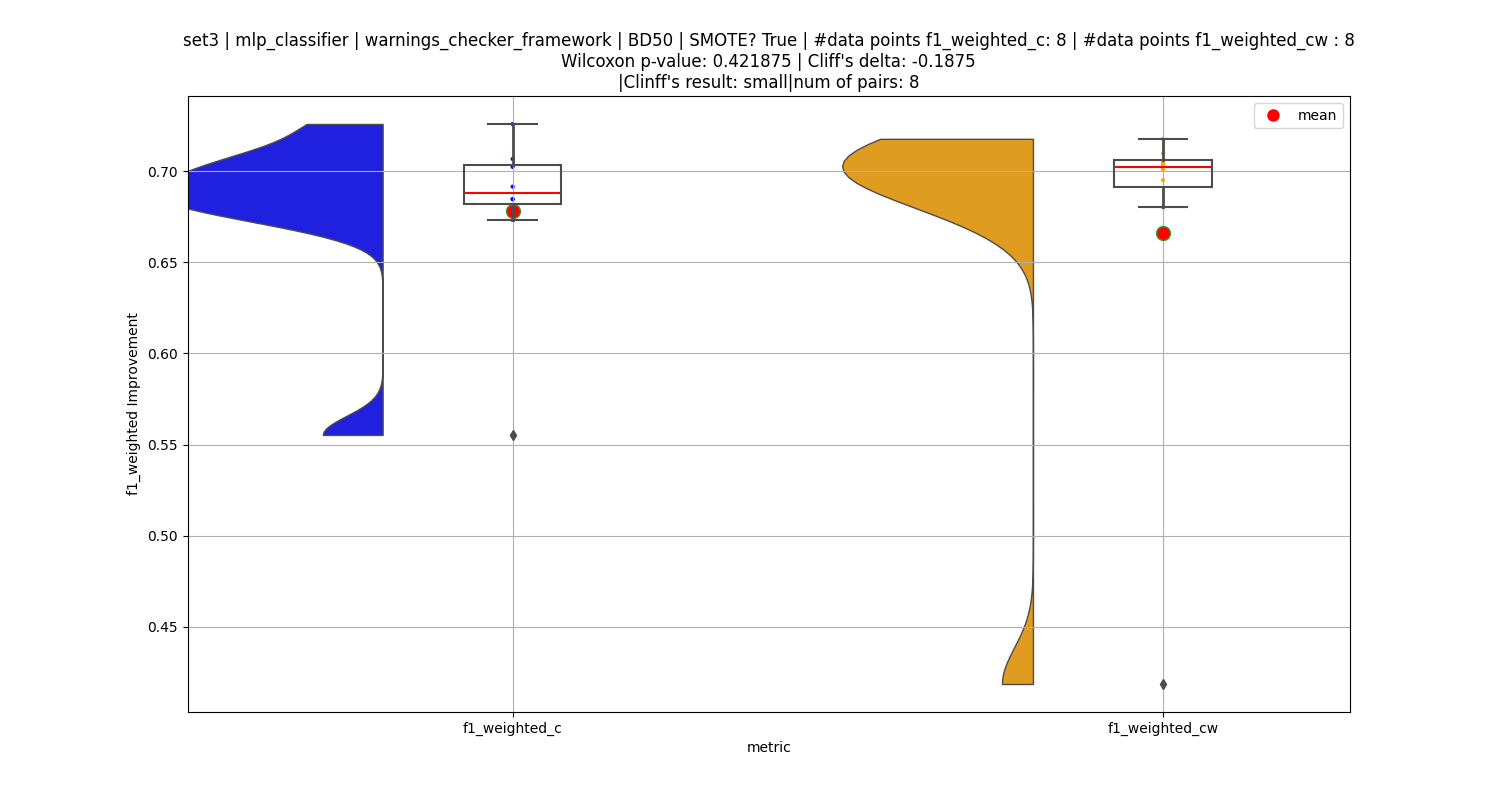 set3 | mlp_classifier | warnings_checker_framework | BD50 | SMOTE? True | #data points f1_weighted_c: 8 | #data points f1_weighted_cw : 8
Wilcoxon p-value: 0.421875 | Cliff's delta: -0.1875
|Clinff's result: small|num of pairs: 8
mean
0.70
0.65
0.60
0.55
0.50
0.45
f1_weighted Improvement
f1_weighted_c
f1_weighted_cw
metric